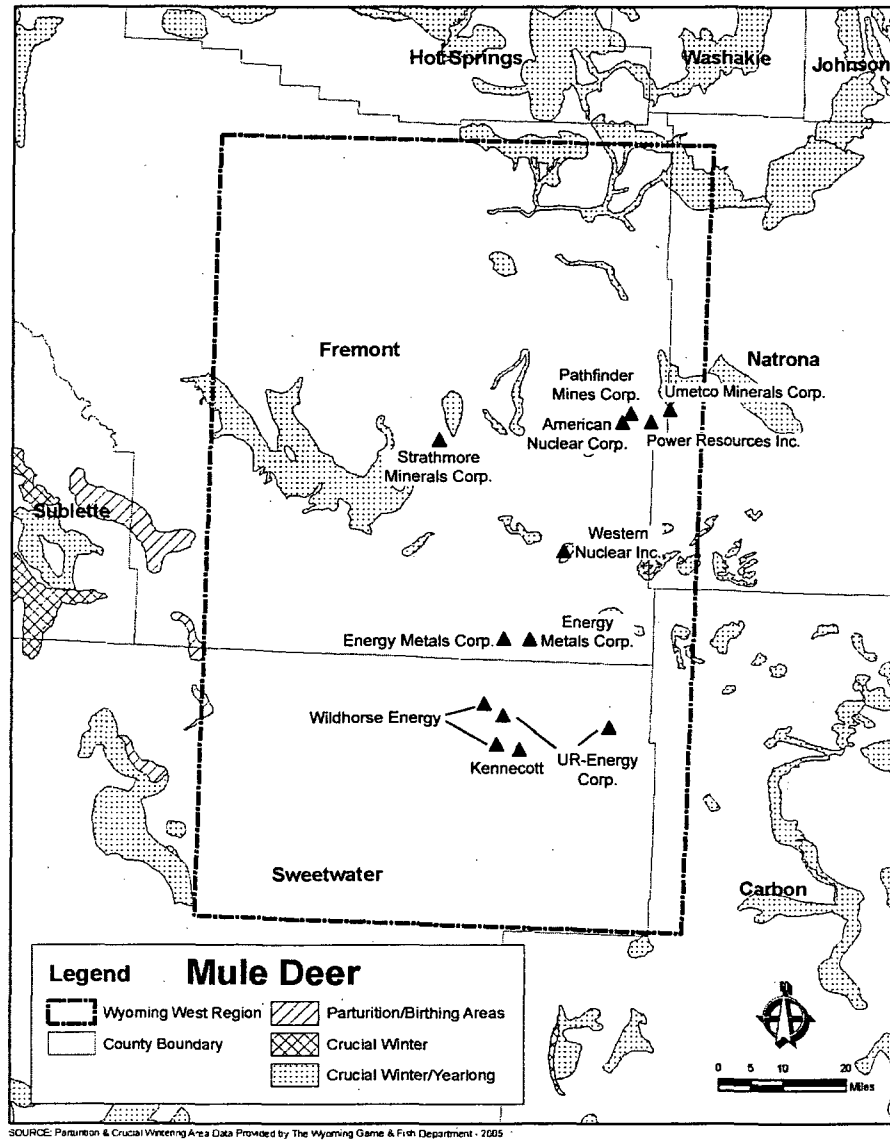 Hot Springs
Washakie
Johnson
Fremont
Natrona
Pathfinder
Mines Corp.
Umetco Minerals Corp.
American
Nuclear Corp.
Power Resources Inc.
Strathmore
Minerals Corp.
Sublette
Western
Nuclear Inc.
Energy Metals Corp.
Energy
Metals Corp.
Wildhorse Energy
Kennecott
UR-Energy
Corp.
Sweetwater
Carbon
Legend
Mule Deer
Wyoming West Region
Parturition/Birthing Areas
County Boundary
Crucial Winter
Crucial Winter/Yearlong
N
0 5 10 20
Miles
SOURCE: Parturition & Crucial Wintering Area Data Provided by The Wyoming Game & Fish Department - 2005